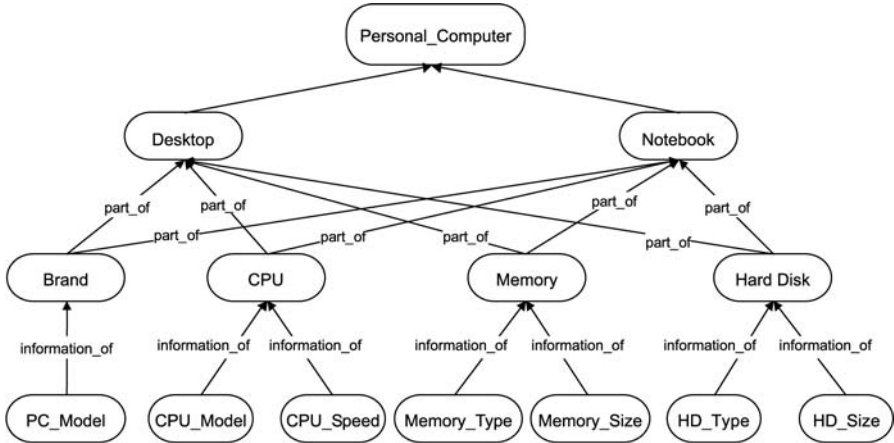 Personal_Computer
Desktop
Notebook
part_of
part_of
part_of
part_of
part_of
part_of
part_of
part_of
Brand
CPU
Memory
Hard Disk
information_of
information_of
information_of
information_of
information_of
information_of
information_of
PC_Model
CPU_Model
CPU_Speed
Memory_Type
Memory_Size
HD_Type
HD_Size